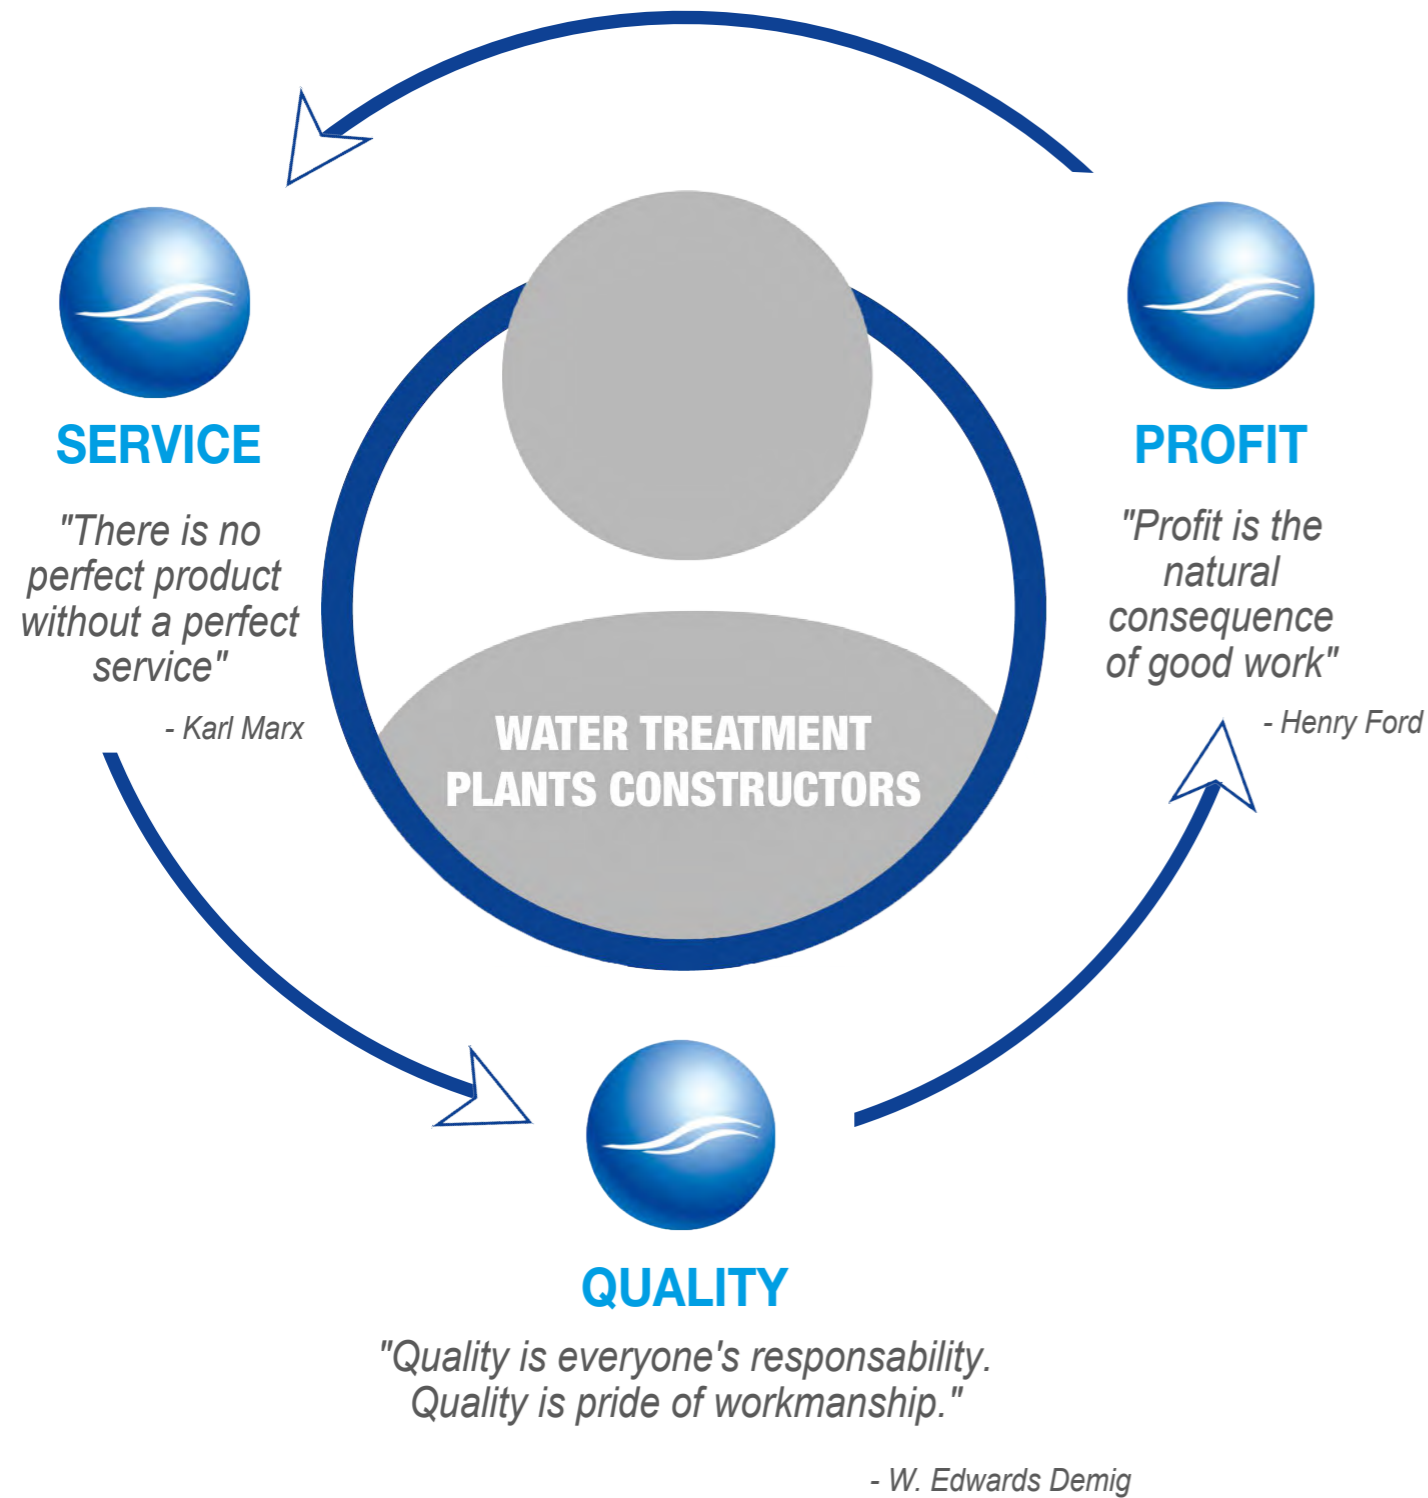 SERVICE
"There is no
perfect product
without a perfect
service"
- Karl Marx
PROFIT
"Profit is the
natural
consequence
of good work"
- Henry Ford
WATER TREATMENT
PLANTS CONSTRUCTORS
QUALITY
"Quality is everyone's responsability.
Quality is pride of workmanship."
- W. Edwards Demig